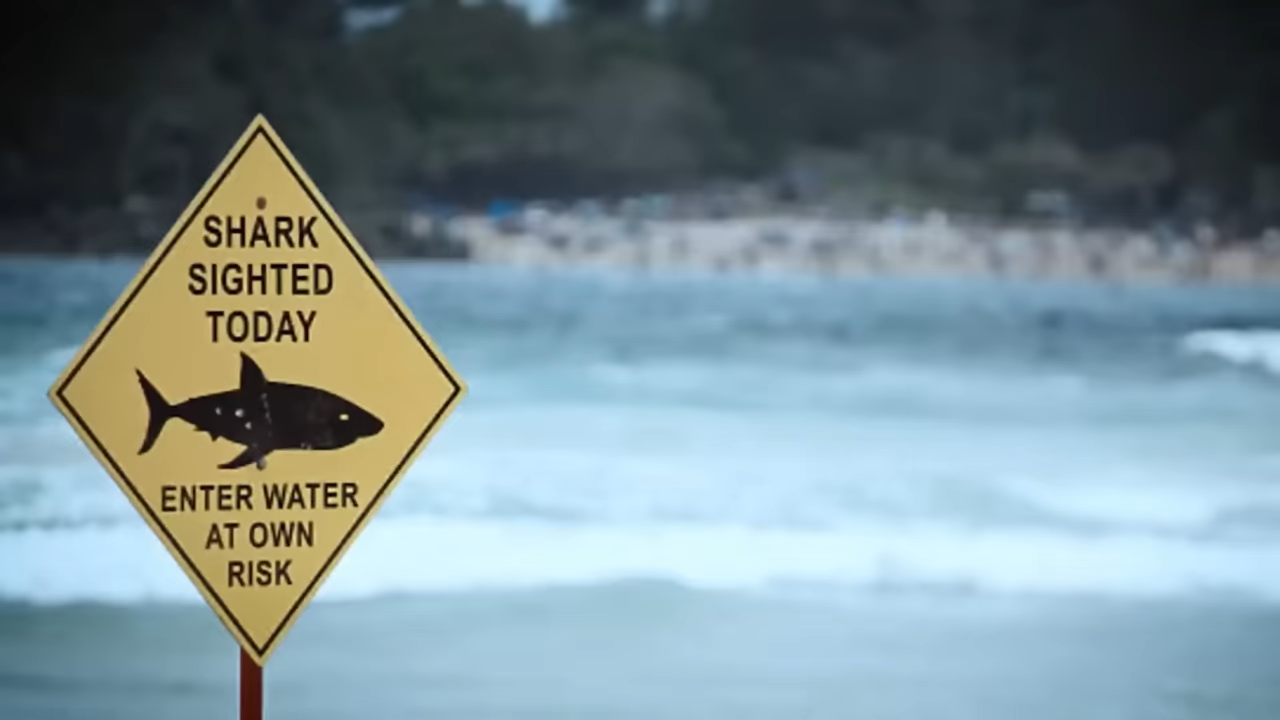 SHARK
SIGHTED
TODAY
ENTER WATER
AT OWN
RISK